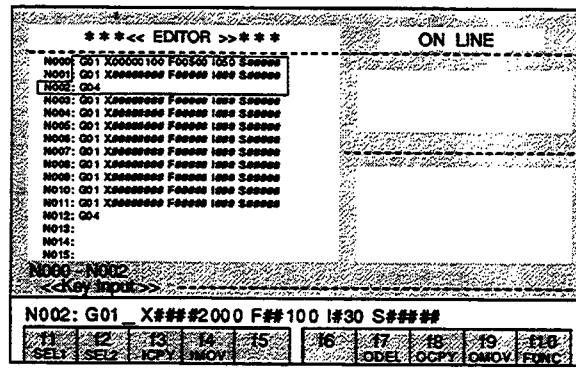 ***<< EDITOR >>***
ON LINE
N000: G01 X00000100 F00500 I050 S#####
N001: G01 X######## F##### I### S#####
N002: G04
N003: G01 X######## F##### I### S#####
N004: G01 X######## F##### I### S#####
N005: G01 X######## F##### I### S#####
N006: G01 X######## F##### I### S#####
N007: G01 X######## F##### I### S#####
N008: G01 X######## F##### I### S#####
N009: G01 X######## F##### I### S#####
N010: G01 X######## F##### I### S#####
N011: G01 X######## F##### I### S#####
N012: G04
N013:
N014:
N015:
N000 - N002
<<Key Input>>
N002: G01_ X####2000 F##100 I#30 S#####
f1 f2 f3 f4 f5 f6 f7 f8 f9 f10
SEL1 SEL2 ICPY IMOV ODEL OCPY OMOV FUNC